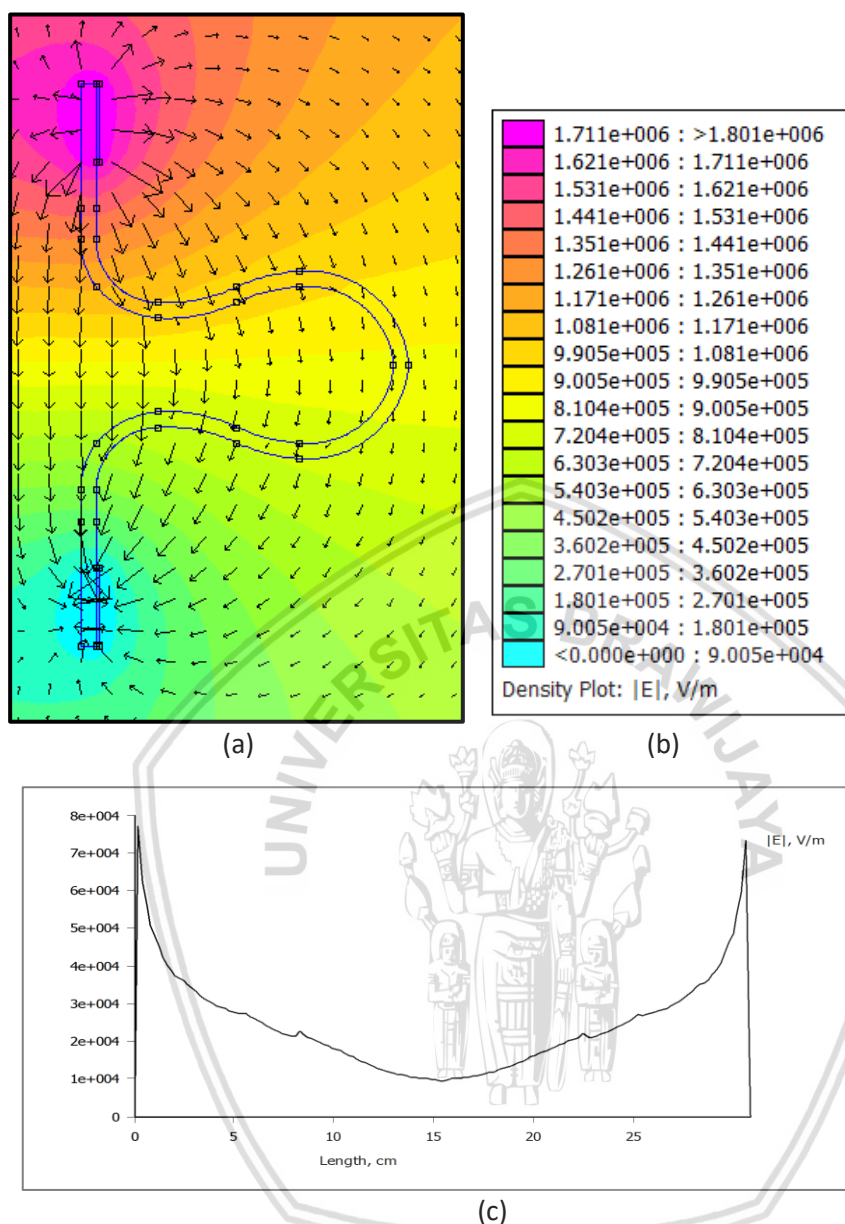 1.711e+006 : >1.801e+006
1.621e+006 : 1.711e+006
1.531e+006 : 1.621e+006
1.441e+006 : 1.531e+006
1.351e+006 : 1.441e+006
1.261e+006 : 1.351e+006
1.171e+006 : 1.261e+006
1.081e+006 : 1.171e+006
9.905e+005 : 1.081e+006
9.005e+005 : 9.905e+005
8.104e+005 : 9.005e+005
7.204e+005 : 8.104e+005
6.303e+005 : 7.204e+005
5.403e+005 : 6.303e+005
4.502e+005 : 5.403e+005
3.602e+005 : 4.502e+005
2.701e+005 : 3.602e+005
1.801e+005 : 2.701e+005
9.005e+004 : 1.801e+005
<0.000e+000 : 9.005e+004
Density Plot: |E|, V/m
(a)
(b)
UNIVERSITAS BRAWIJAYA
8e+004
7e+004
6e+004
5e+004
4e+004
3e+004
2e+004
1e+004
0
|E|, V/m
0 5 10 15 20 25
Length, cm
(c)